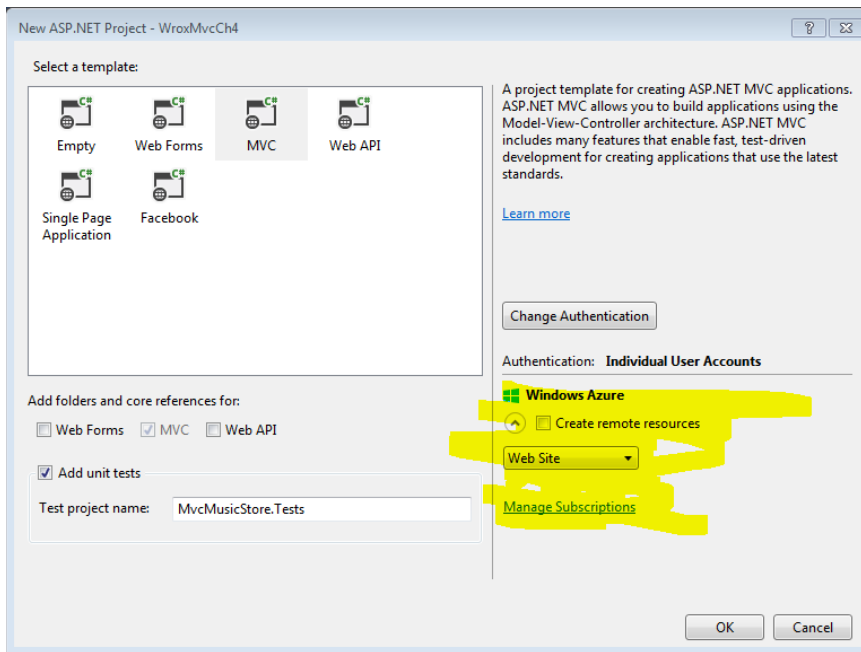 New ASP.NET Project - WroxMvcCh4
Select a template:
C# C# C# C#
Empty Web Forms MVC Web API
C# C#
Single Page Facebook
Application
A project template for creating ASP.NET MVC applications.
ASP.NET MVC allows you to build applications using the
Model-View-Controller architecture. ASP.NET MVC
includes many features that enable fast, test-driven
development for creating applications that use the latest
standards.
Learn more
Change Authentication
Authentication: Individual User Accounts
Add folders and core references for:
Web Forms MVC Web API
Add unit tests
Test project name: MvcMusicStore.Tests
Windows Azure
Create remote resources
Web Site
Manage Subscriptions
OK Cancel